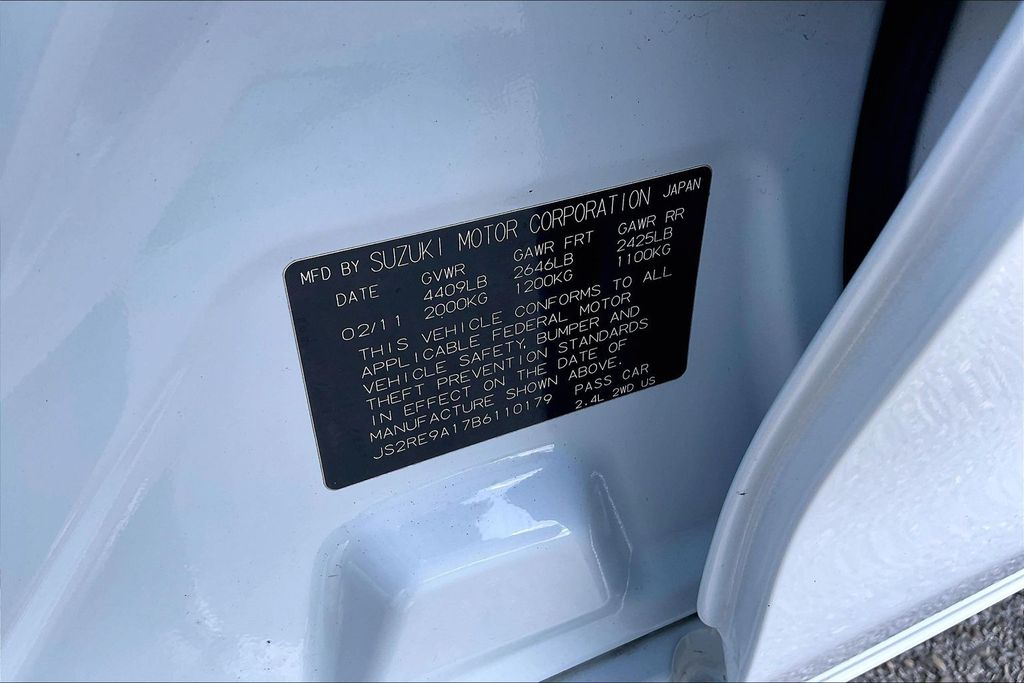 MFD BY SUZUKI MOTOR CORPORATION JAPAN
DATE GVWR GAWR FRT GAWR RR
4409LB 2646LB 2425LB
02/11 2000KG 1200KG 1100KG
THIS VEHICLE CONFORMS TO ALL
APPLICABLE FEDERAL MOTOR
VEHICLE SAFETY, BUMPER AND
THEFT PREVENTION STANDARDS
IN EFFECT ON THE DATE OF
MANUFACTURE SHOWN ABOVE.
JS2RE9A17B6110179 PASS CAR
2.4L 2WD US